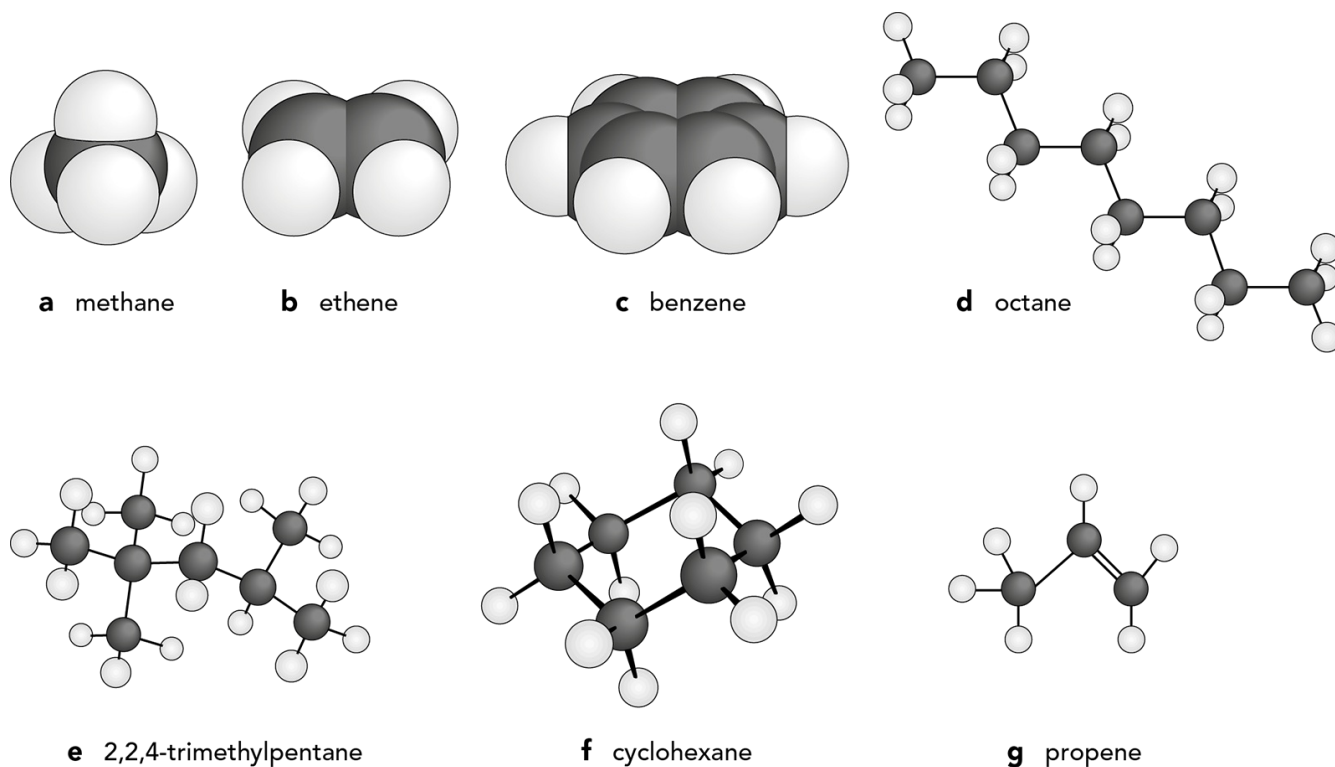 a methane
b ethene
c benzene
d octane
e 2,2,4-trimethylpentane
f cyclohexane
g propene